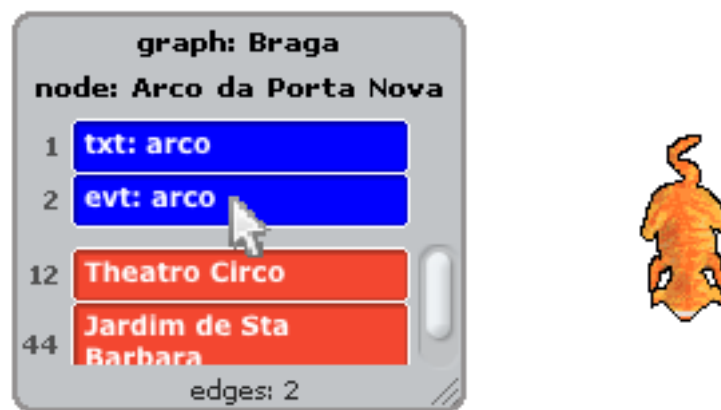 graph: Braga
node: Arco da Porta Nova
1 txt: arco
2 evt: arco
12 Theatro Circo
44 Jardim de Sta
Barbara
edges: 2